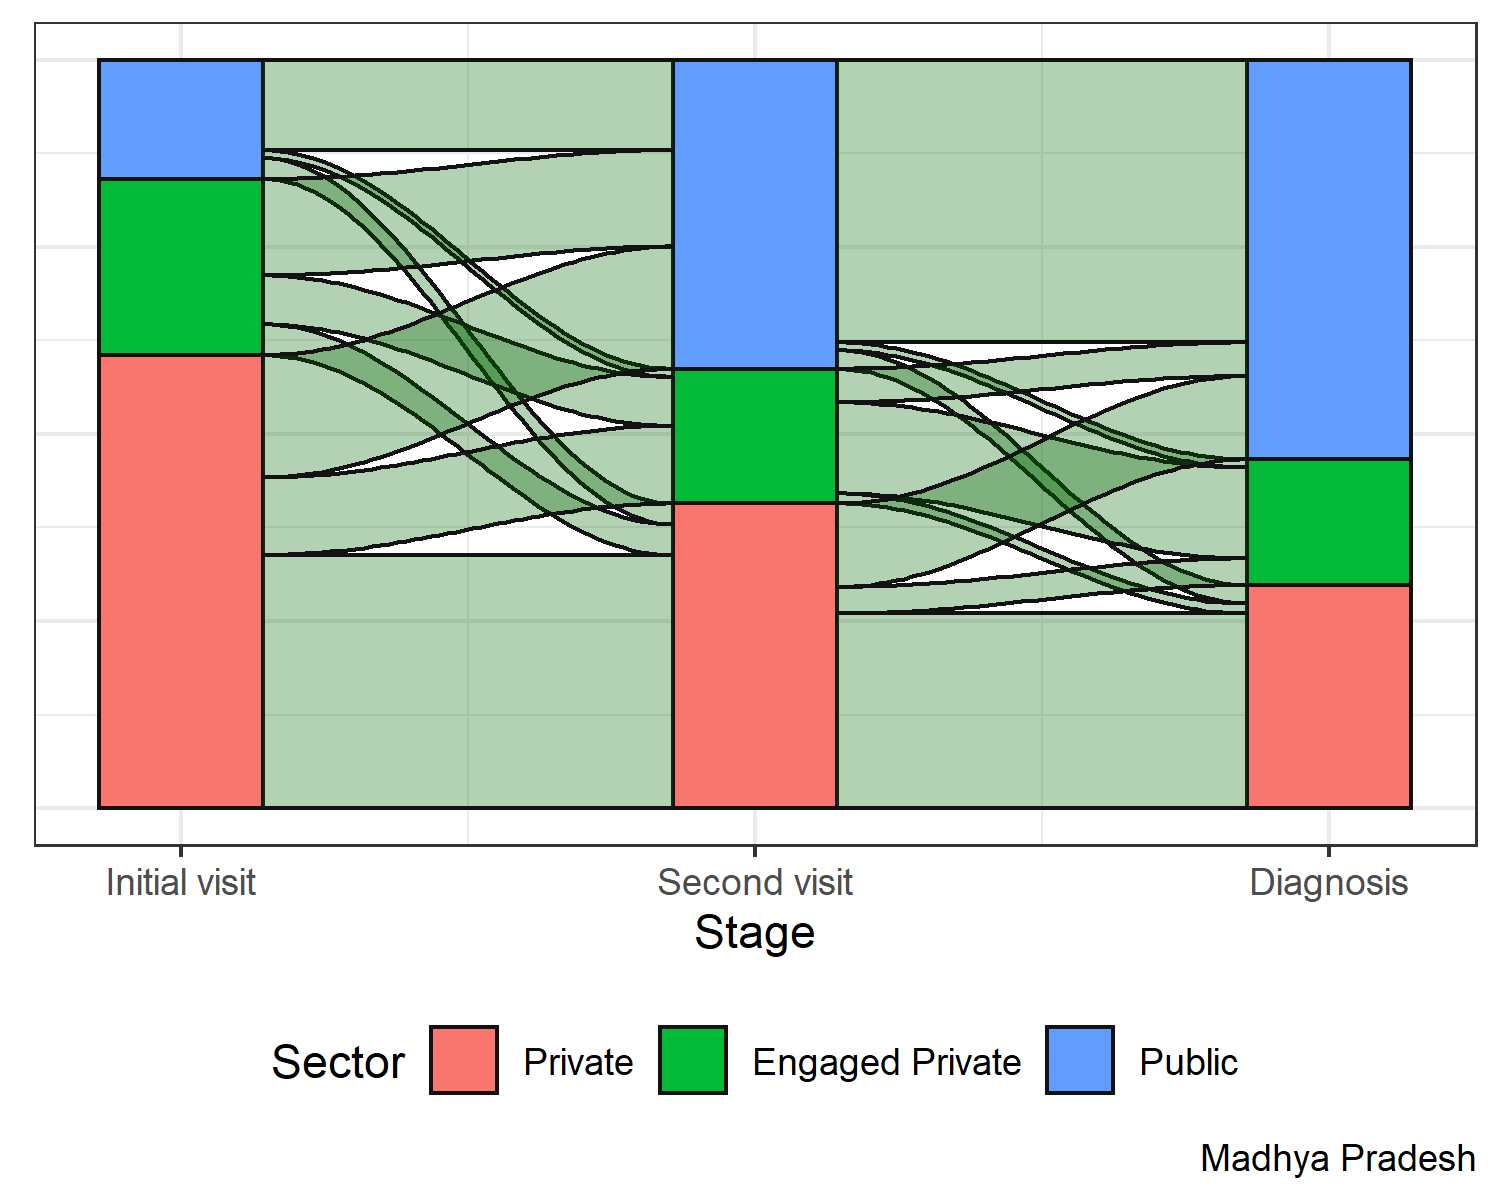 Initial visit Second visit Diagnosis
Stage
Sector Private Engaged Private Public
Madhya Pradesh